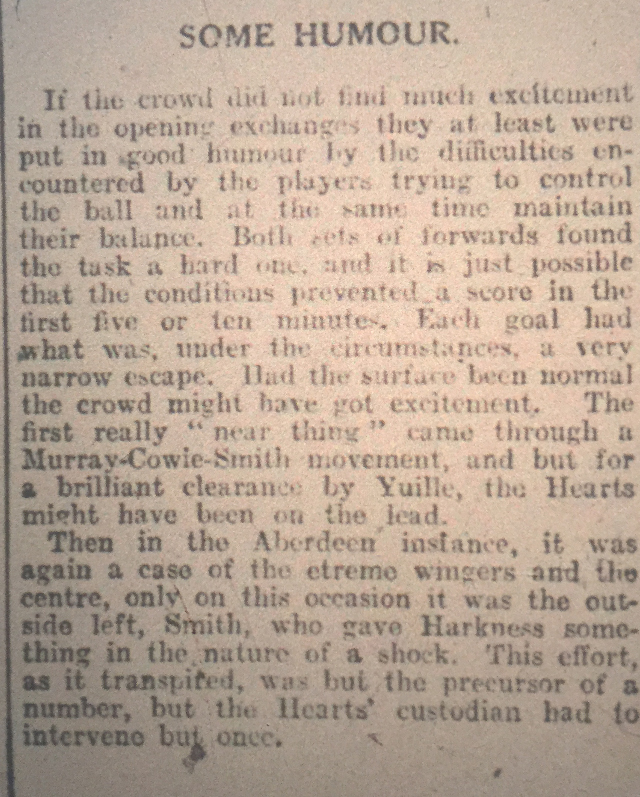 SOME HUMOUR.
If the crowd did not find much excitement
in the opening exchanges they at least were
put in good humour by the difficulties en-
countered by the players trying to control
the ball and at the same time maintain
their balance. Both sets of forwards found
the task a hard one, and it is just possible
that the conditions prevented a score in the
first five or ten minutes. Each goal had
what was, under the circumstances, a very
narrow escape. Had the surface been normal
the crowd might have got excitement. The
first really "near thing" came through a
Murray-Cowie-Smith movement, and but for
a brilliant clearance by Yuille, the Hearts
might have been on the lead.
Then in the Aberdeen instance, it was
again a case of the etreme wingers and the
centre, only on this occasion it was the out-
side left, Smith, who gave Harkness some-
thing in the nature of a shock. This effort,
as it transpired, was but the precursor of a
number, but the Hearts' custodian had to
intervene but once.